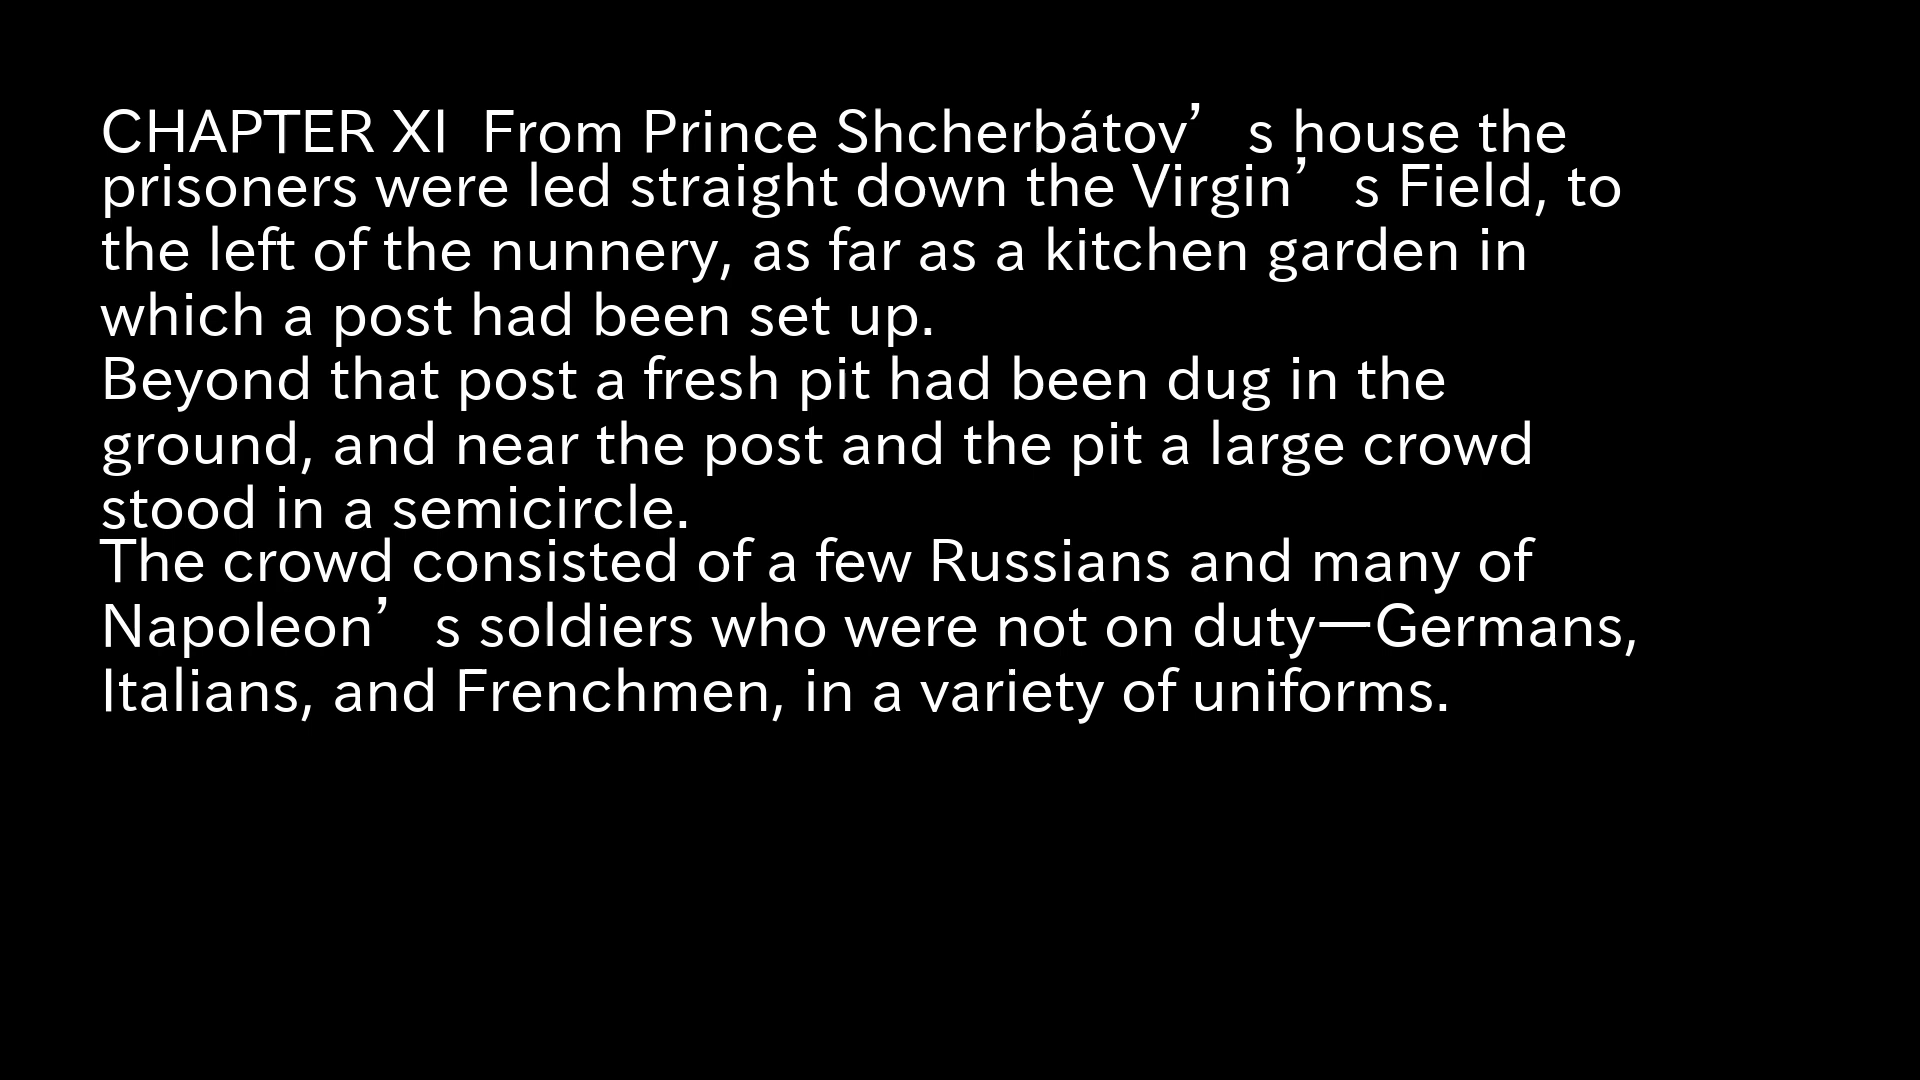 CHAPTER XI  From Prince Shcherbátov’s house the
prisoners were led straight down the Virgin’s Field, to
the left of the nunnery, as far as a kitchen garden in
which a post had been set up.
Beyond that post a fresh pit had been dug in the
ground, and near the post and the pit a large crowd
stood in a semicircle.
The crowd consisted of a few Russians and many of
Napoleon’s soldiers who were not on duty—Germans,
Italians, and Frenchmen, in a variety of uniforms.